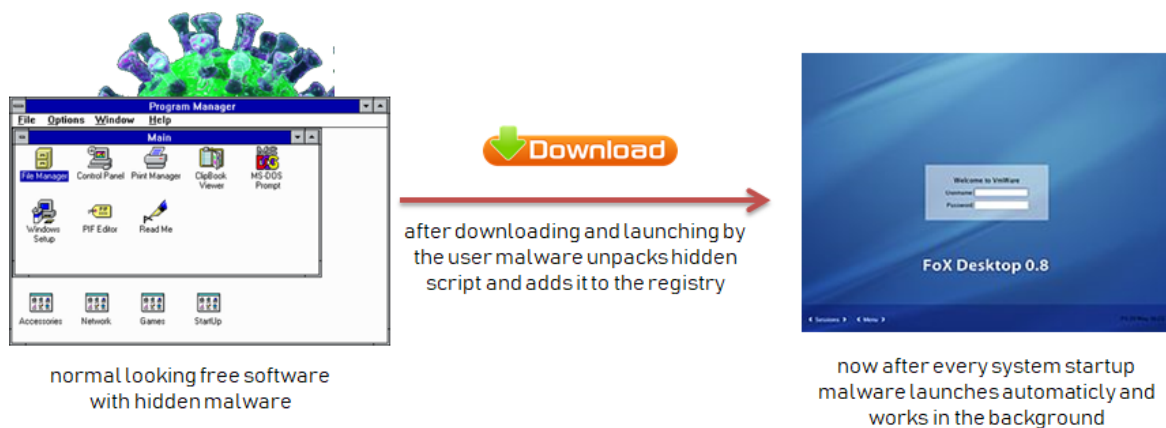 Program Manager
File Options Window Help
Main
File Manager
Control Panel
Print Manager
ClipBook
Viewer
MS-DOS
Prompt
Windows
Setup
PIF Editor
Read Me
Accessories
Network
Games
StartUp
normal looking free software
with hidden malware
Download
after downloading and launching by
the user malware unpacks hidden
script and adds it to the registry
Welcome to VmWare
Username
Password
FoX Desktop 0.8
Sessions
Menu
now after every system startup
malware launches automaticly and
works in the background